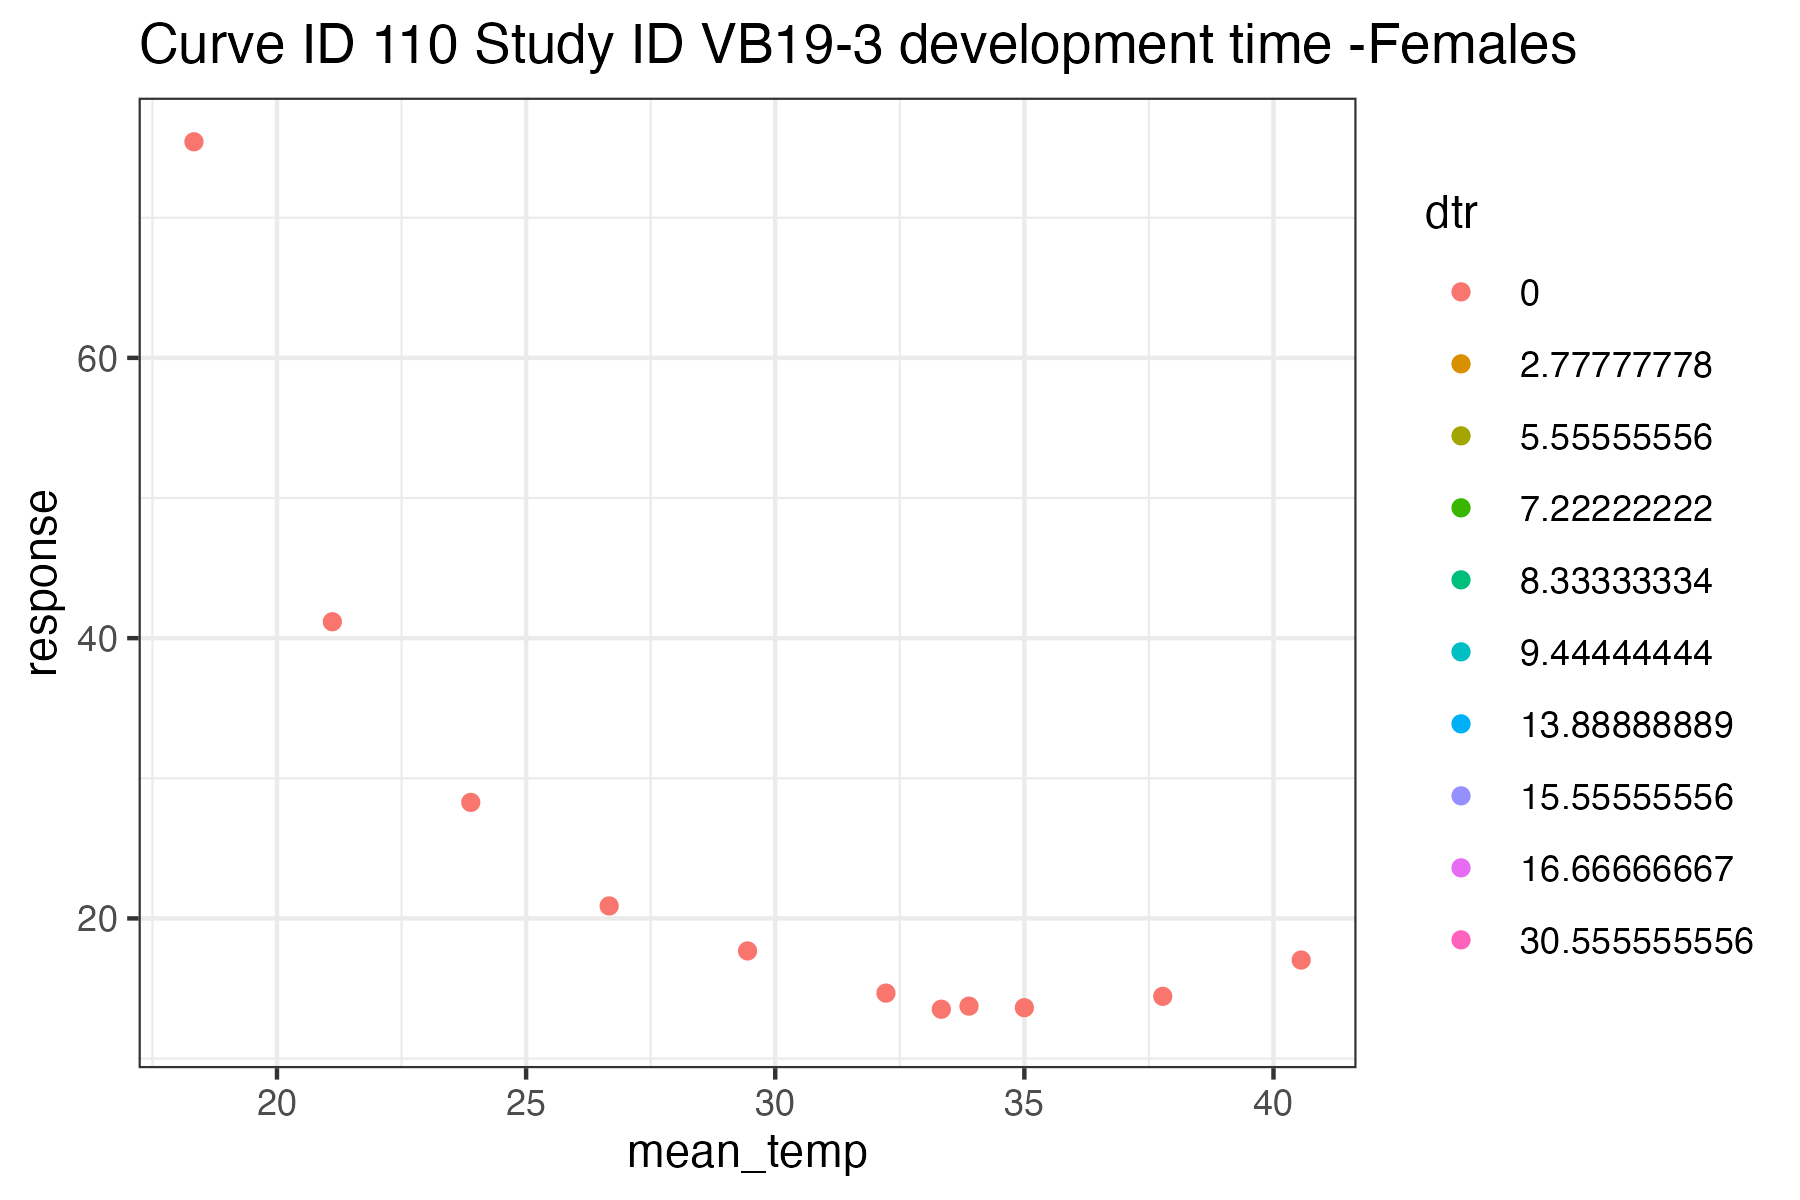 Curve ID 110 Study ID VB19-3 development time -Females
response
60
40
20
20 25 30 35 40
mean_temp
dtr
0
2.77777778
5.55555556
7.22222222
8.33333334
9.44444444
13.88888889
15.55555556
16.66666667
30.555555556